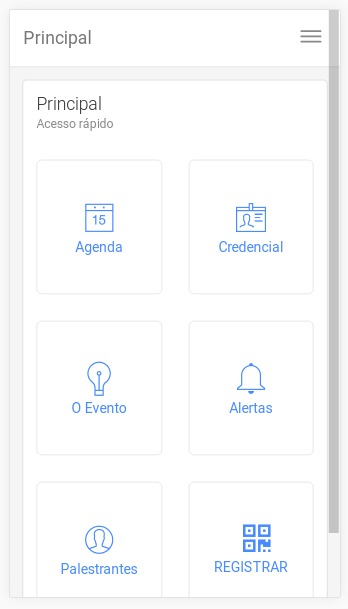 Principal
Principal
Acesso rápido
15
Agenda
Credencial
O Evento
Alertas
Palestrantes
REGISTRAR